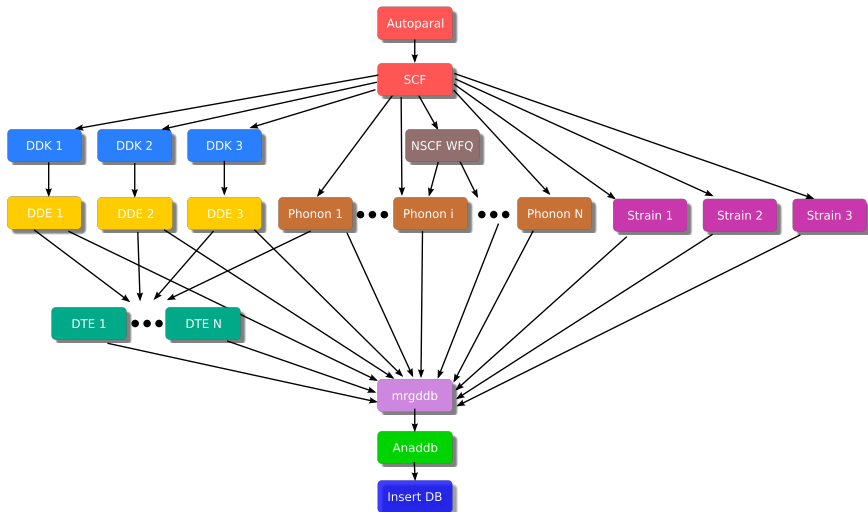 Autoparal
SCF
DDK 1
DDK 2
DDK 3
NSCF WFQ
DDE 1
DDE 2
DDE 3
Phonon 1
Phonon i
Phonon N
Strain 1
Strain 2
Strain 3
DTE 1
DTE N
mrgddb
Anaddb
Insert DB